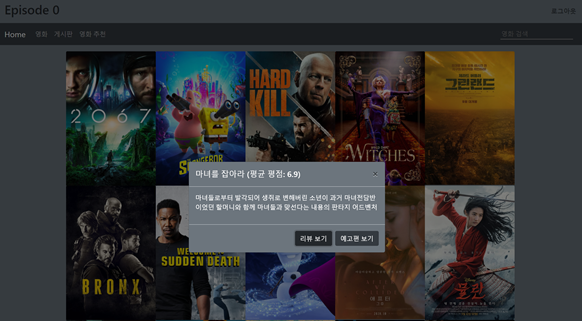 Episode 0
로그아웃
Home 영화 게시판 영화 추천
영화 검색
2067
HARD
KILL
WITCHES
그린랜드
마녀를 잡아라 (평균 평점: 6.9)
×
마녀들로부터 발각되어 생쥐로 변해버린 소년이 과거 마녀전담반
이었던 할머니와 함께 마녀들과 맞선다는 내용의 판타지 어드벤처
리뷰 보기 예고편 보기
BRONX
WELCOME
SUDDEN DEATH
뮬란